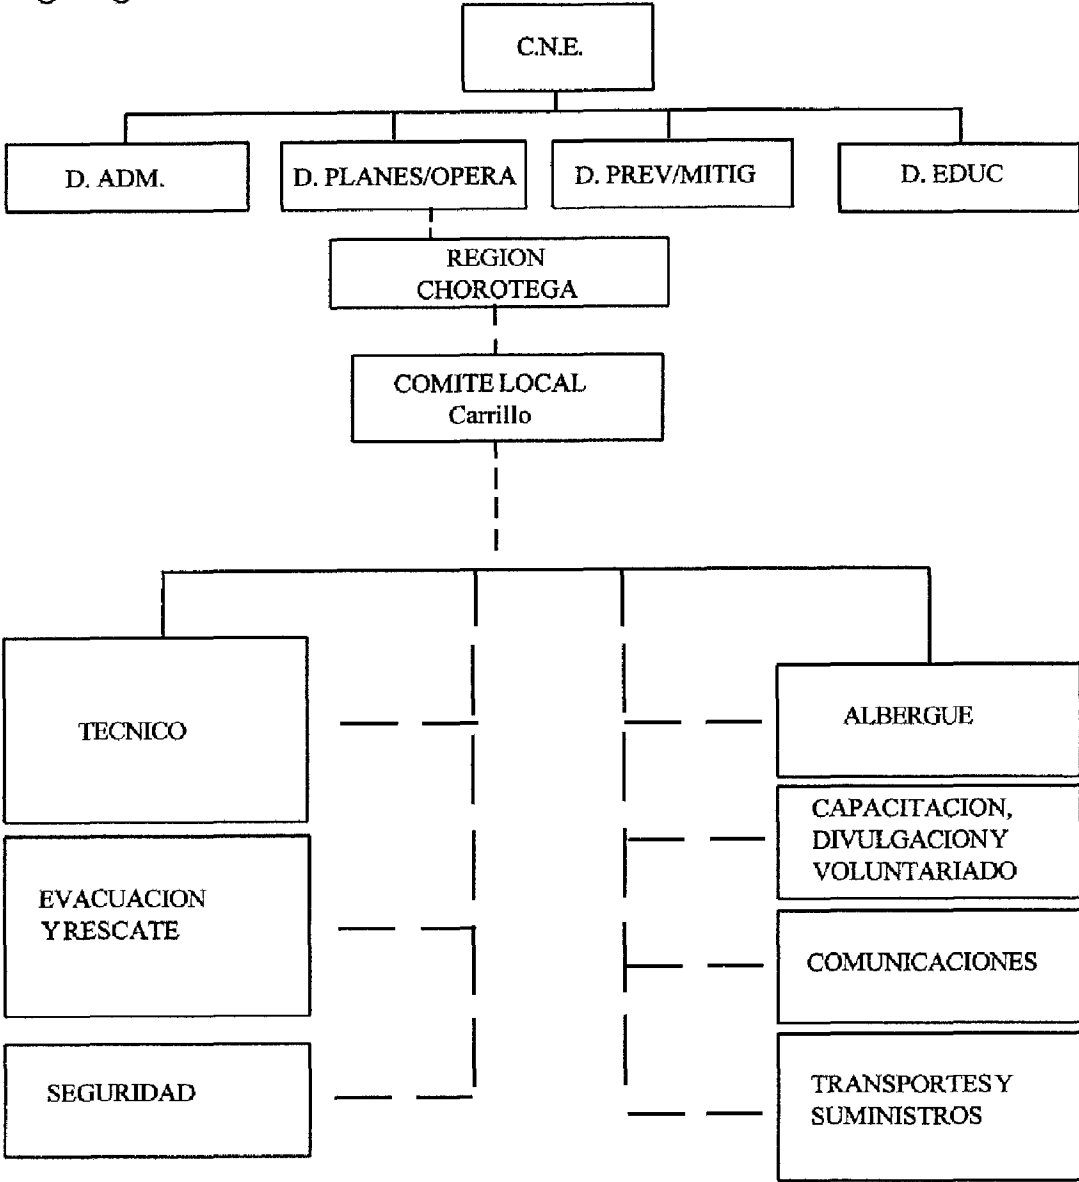 C.N.E.
D. ADM.
D. PLANES/OPERA
D. PREV/MITIG
D. EDUC
REGION
CHOROTEGA
COMITE LOCAL
Carrillo
TECNICO
EVACUACION
Y RESCATE
SEGURIDAD
ALBERGUE
CAPACITACION,
DIVULGACION Y
VOLUNTARIADO
COMUNICACIONES
TRANSPORTES Y
SUMINISTROS